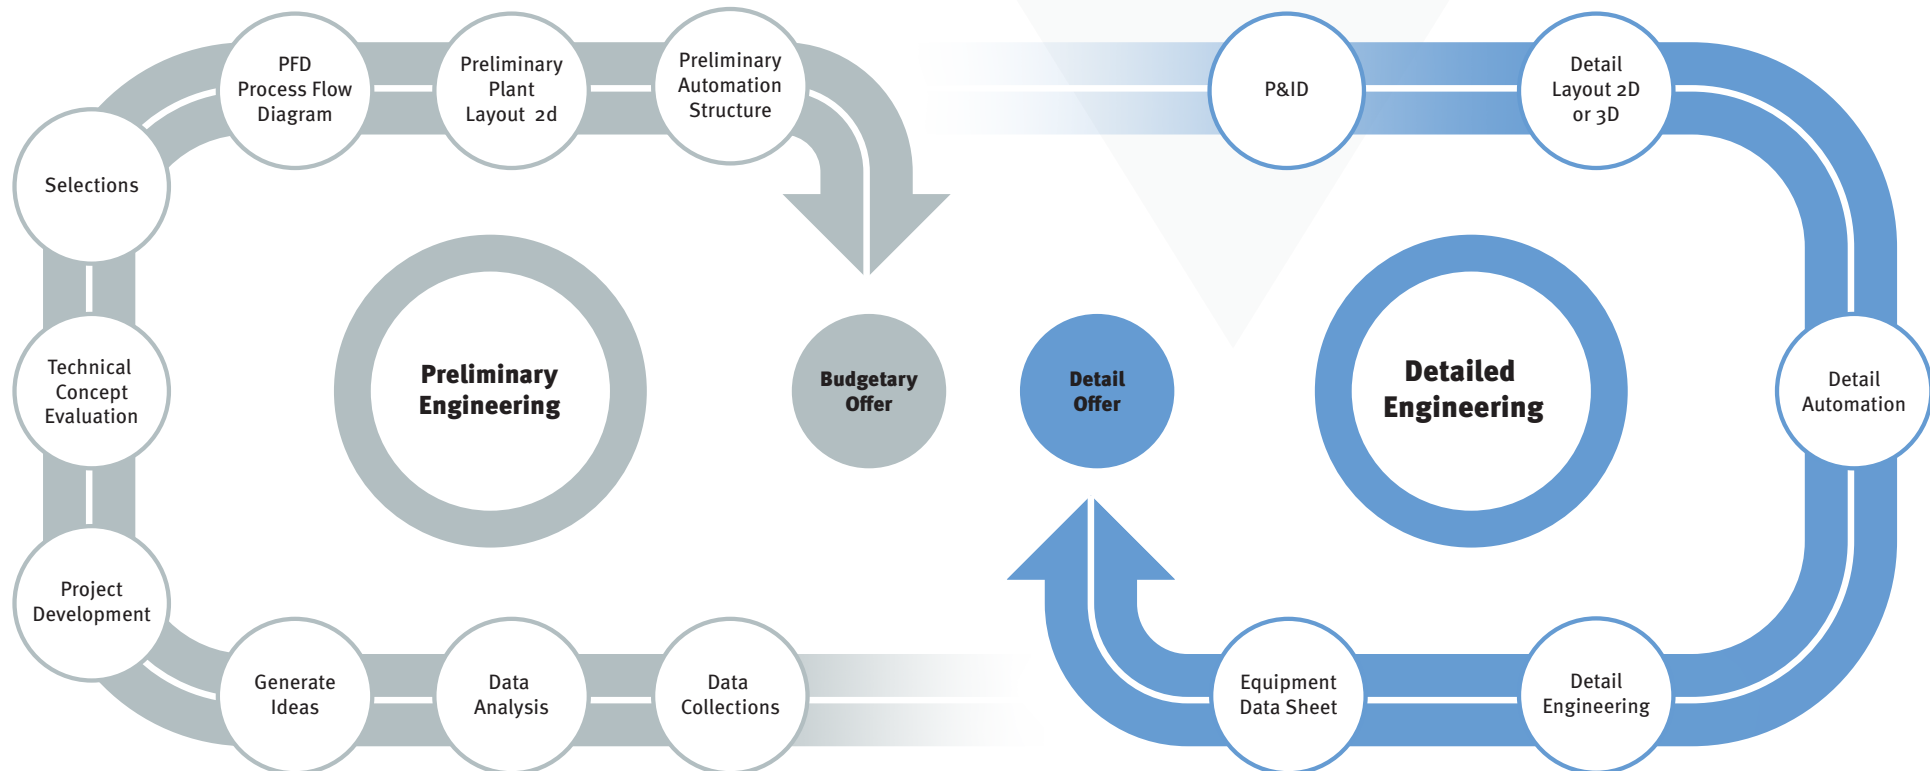 PFD
Process Flow
Diagram
Preliminary
Plant
Layout 2d
Preliminary
Automation
Structure
P&ID
Detail
Layout 2D
or 3D
Selections
Technical
Concept
Evaluation
Preliminary
Engineering
Budgetary
Offer
Detail
Offer
Detailed
Engineering
Detail
Automation
Project
Development
Generate
Ideas
Data
Analysis
Data
Collections
Equipment
Data Sheet
Detail
Engineering